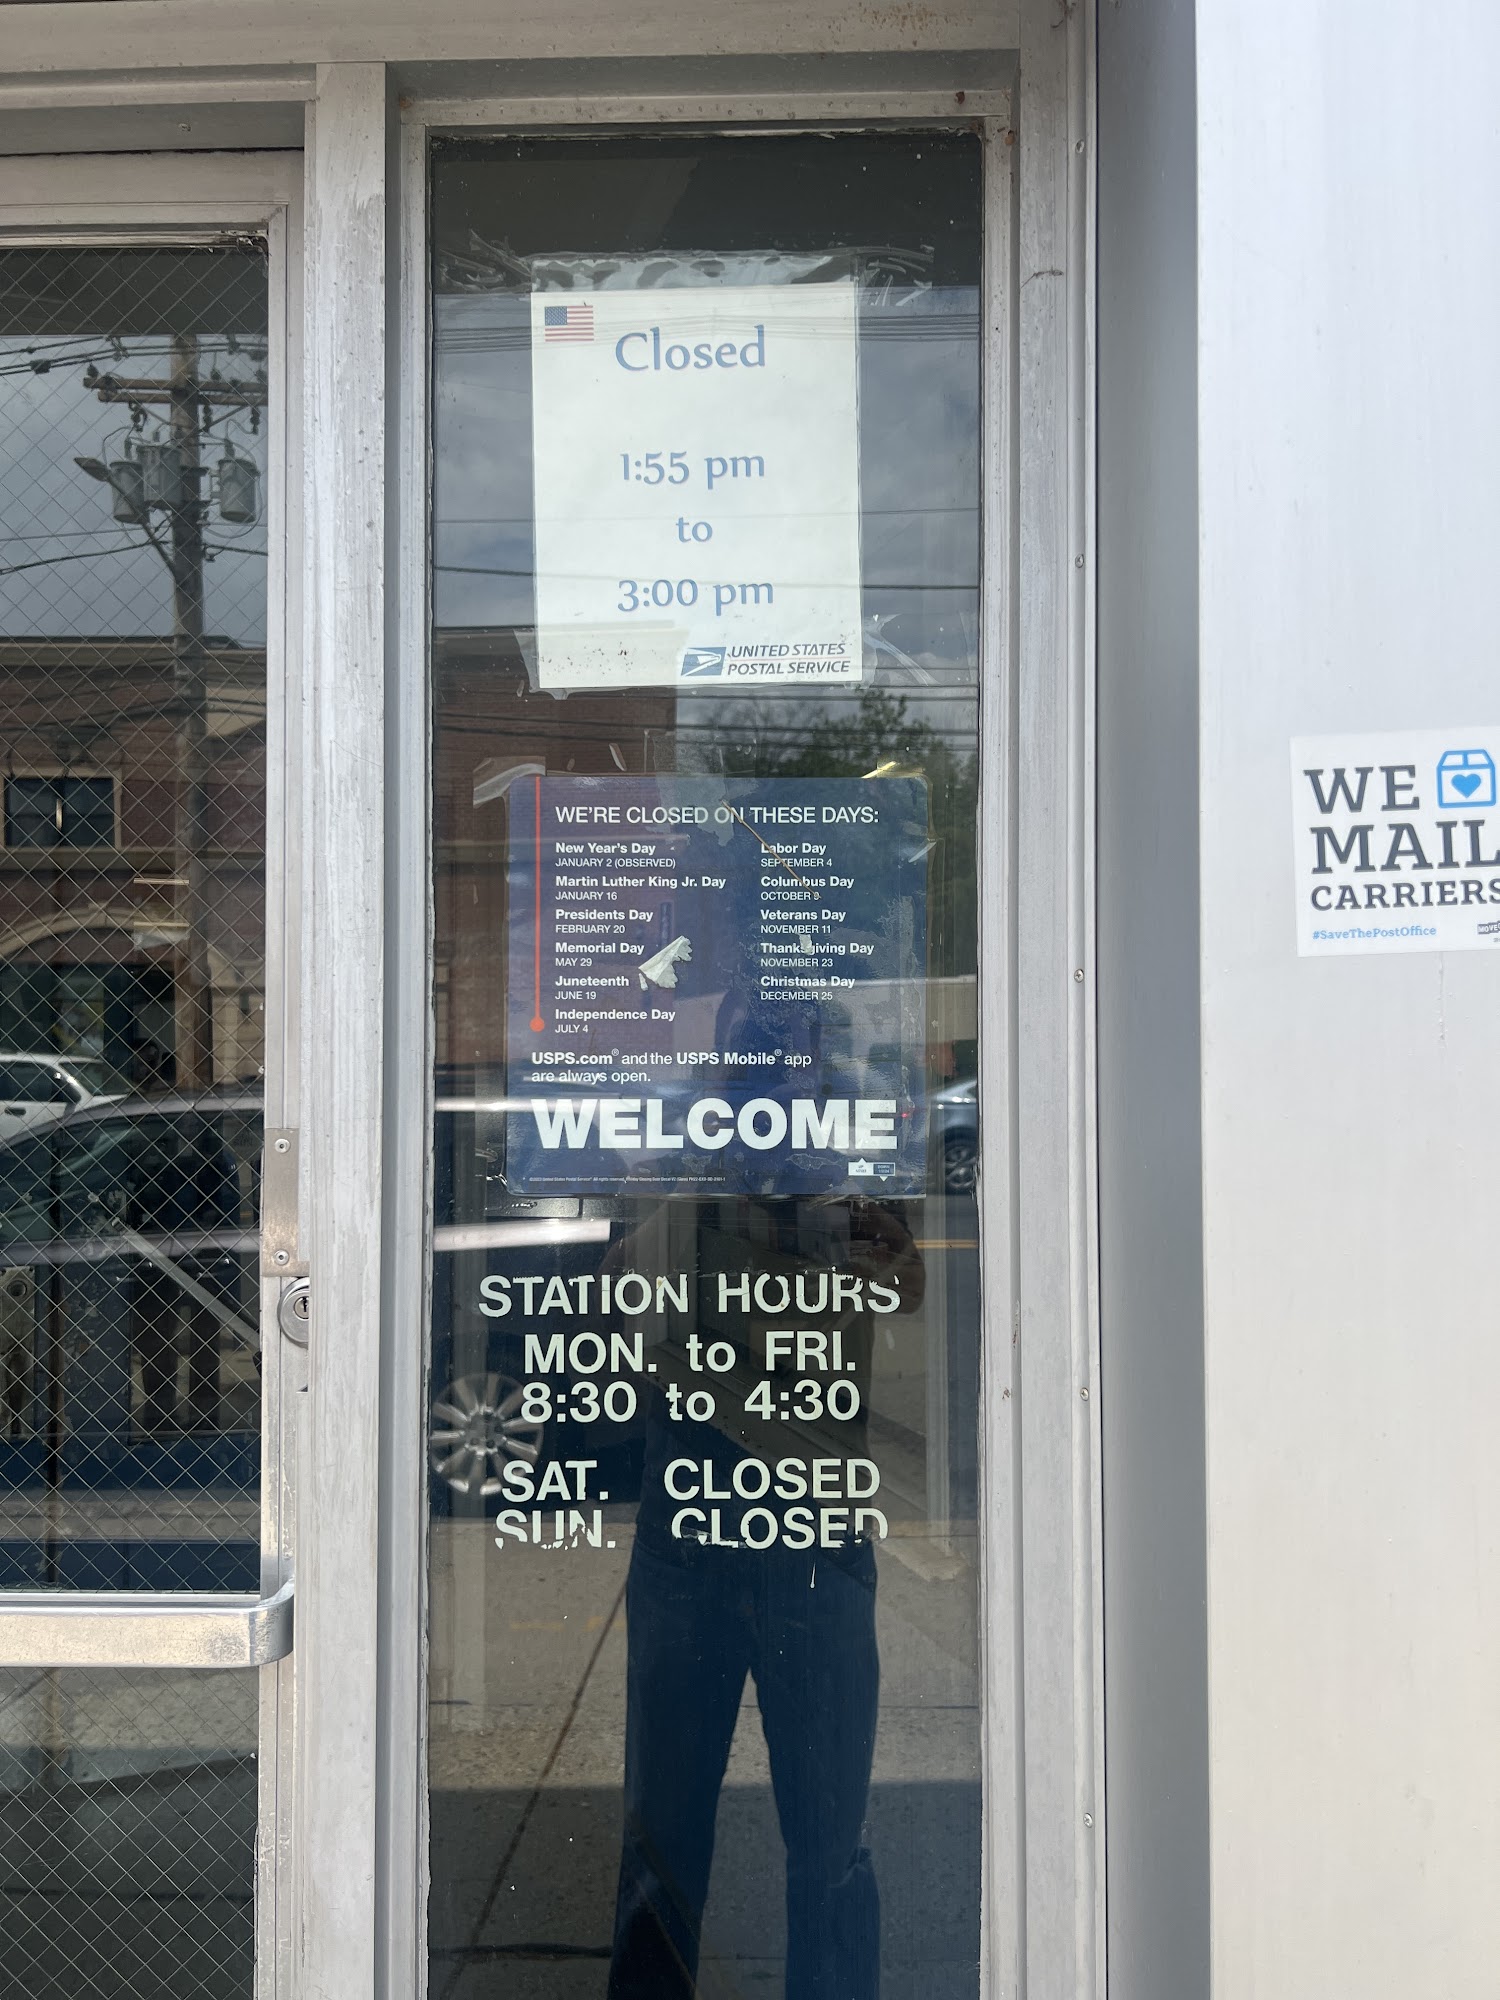 Closed
1:55 pm
to
3:00 pm
UNITED STATES
POSTAL SERVICE
WE'RE CLOSED ON THESE DAYS:
New Year's Day
JANUARY 2 (OBSERVED)
Martin Luther King Jr. Day
JANUARY 16
Presidents Day
FEBRUARY 20
Memorial Day
MAY 29
Juneteenth
JUNE 19
Independence Day
JULY 4
Labor Day
SEPTEMBER 4
Columbus Day
OCTOBER 9
Veterans Day
NOVEMBER 11
Thanksgiving Day
NOVEMBER 23
Christmas Day
DECEMBER 25
USPS.com® and the USPS Mobile® app
are always open.
WELCOME
STATION HOURS
MON. to FRI.
8:30 to 4:30
SAT. CLOSED
SUN. CLOSED
WE
MAIL
CARRIERS
#SaveThePostOffice